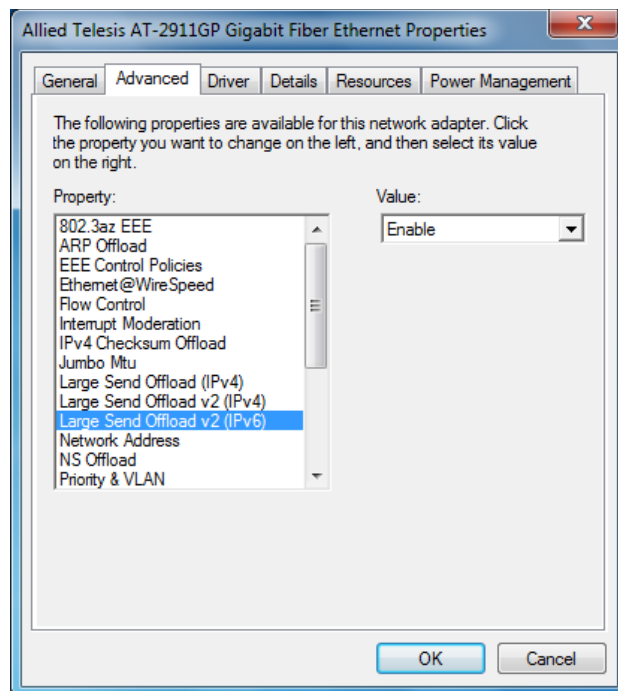 Allied Telesis AT-2911GP Gigabit Fiber Ethernet Properties
General Advanced Driver Details Resources Power Management
The following properties are available for this network adapter. Click
the property you want to change on the left, and then select its value
on the right.
Property:
Value:
802.3az EEE
ARP Offload
EEE Control Policies
Ethernet@WireSpeed
Flow Control
Interrupt Moderation
IPv4 Checksum Offload
Jumbo Mtu
Large Send Offload (IPv4)
Large Send Offload v2 (IPv4)
Large Send Offload v2 (IPv6)
Network Address
NS Offload
Priority & VLAN
Enable
OK Cancel